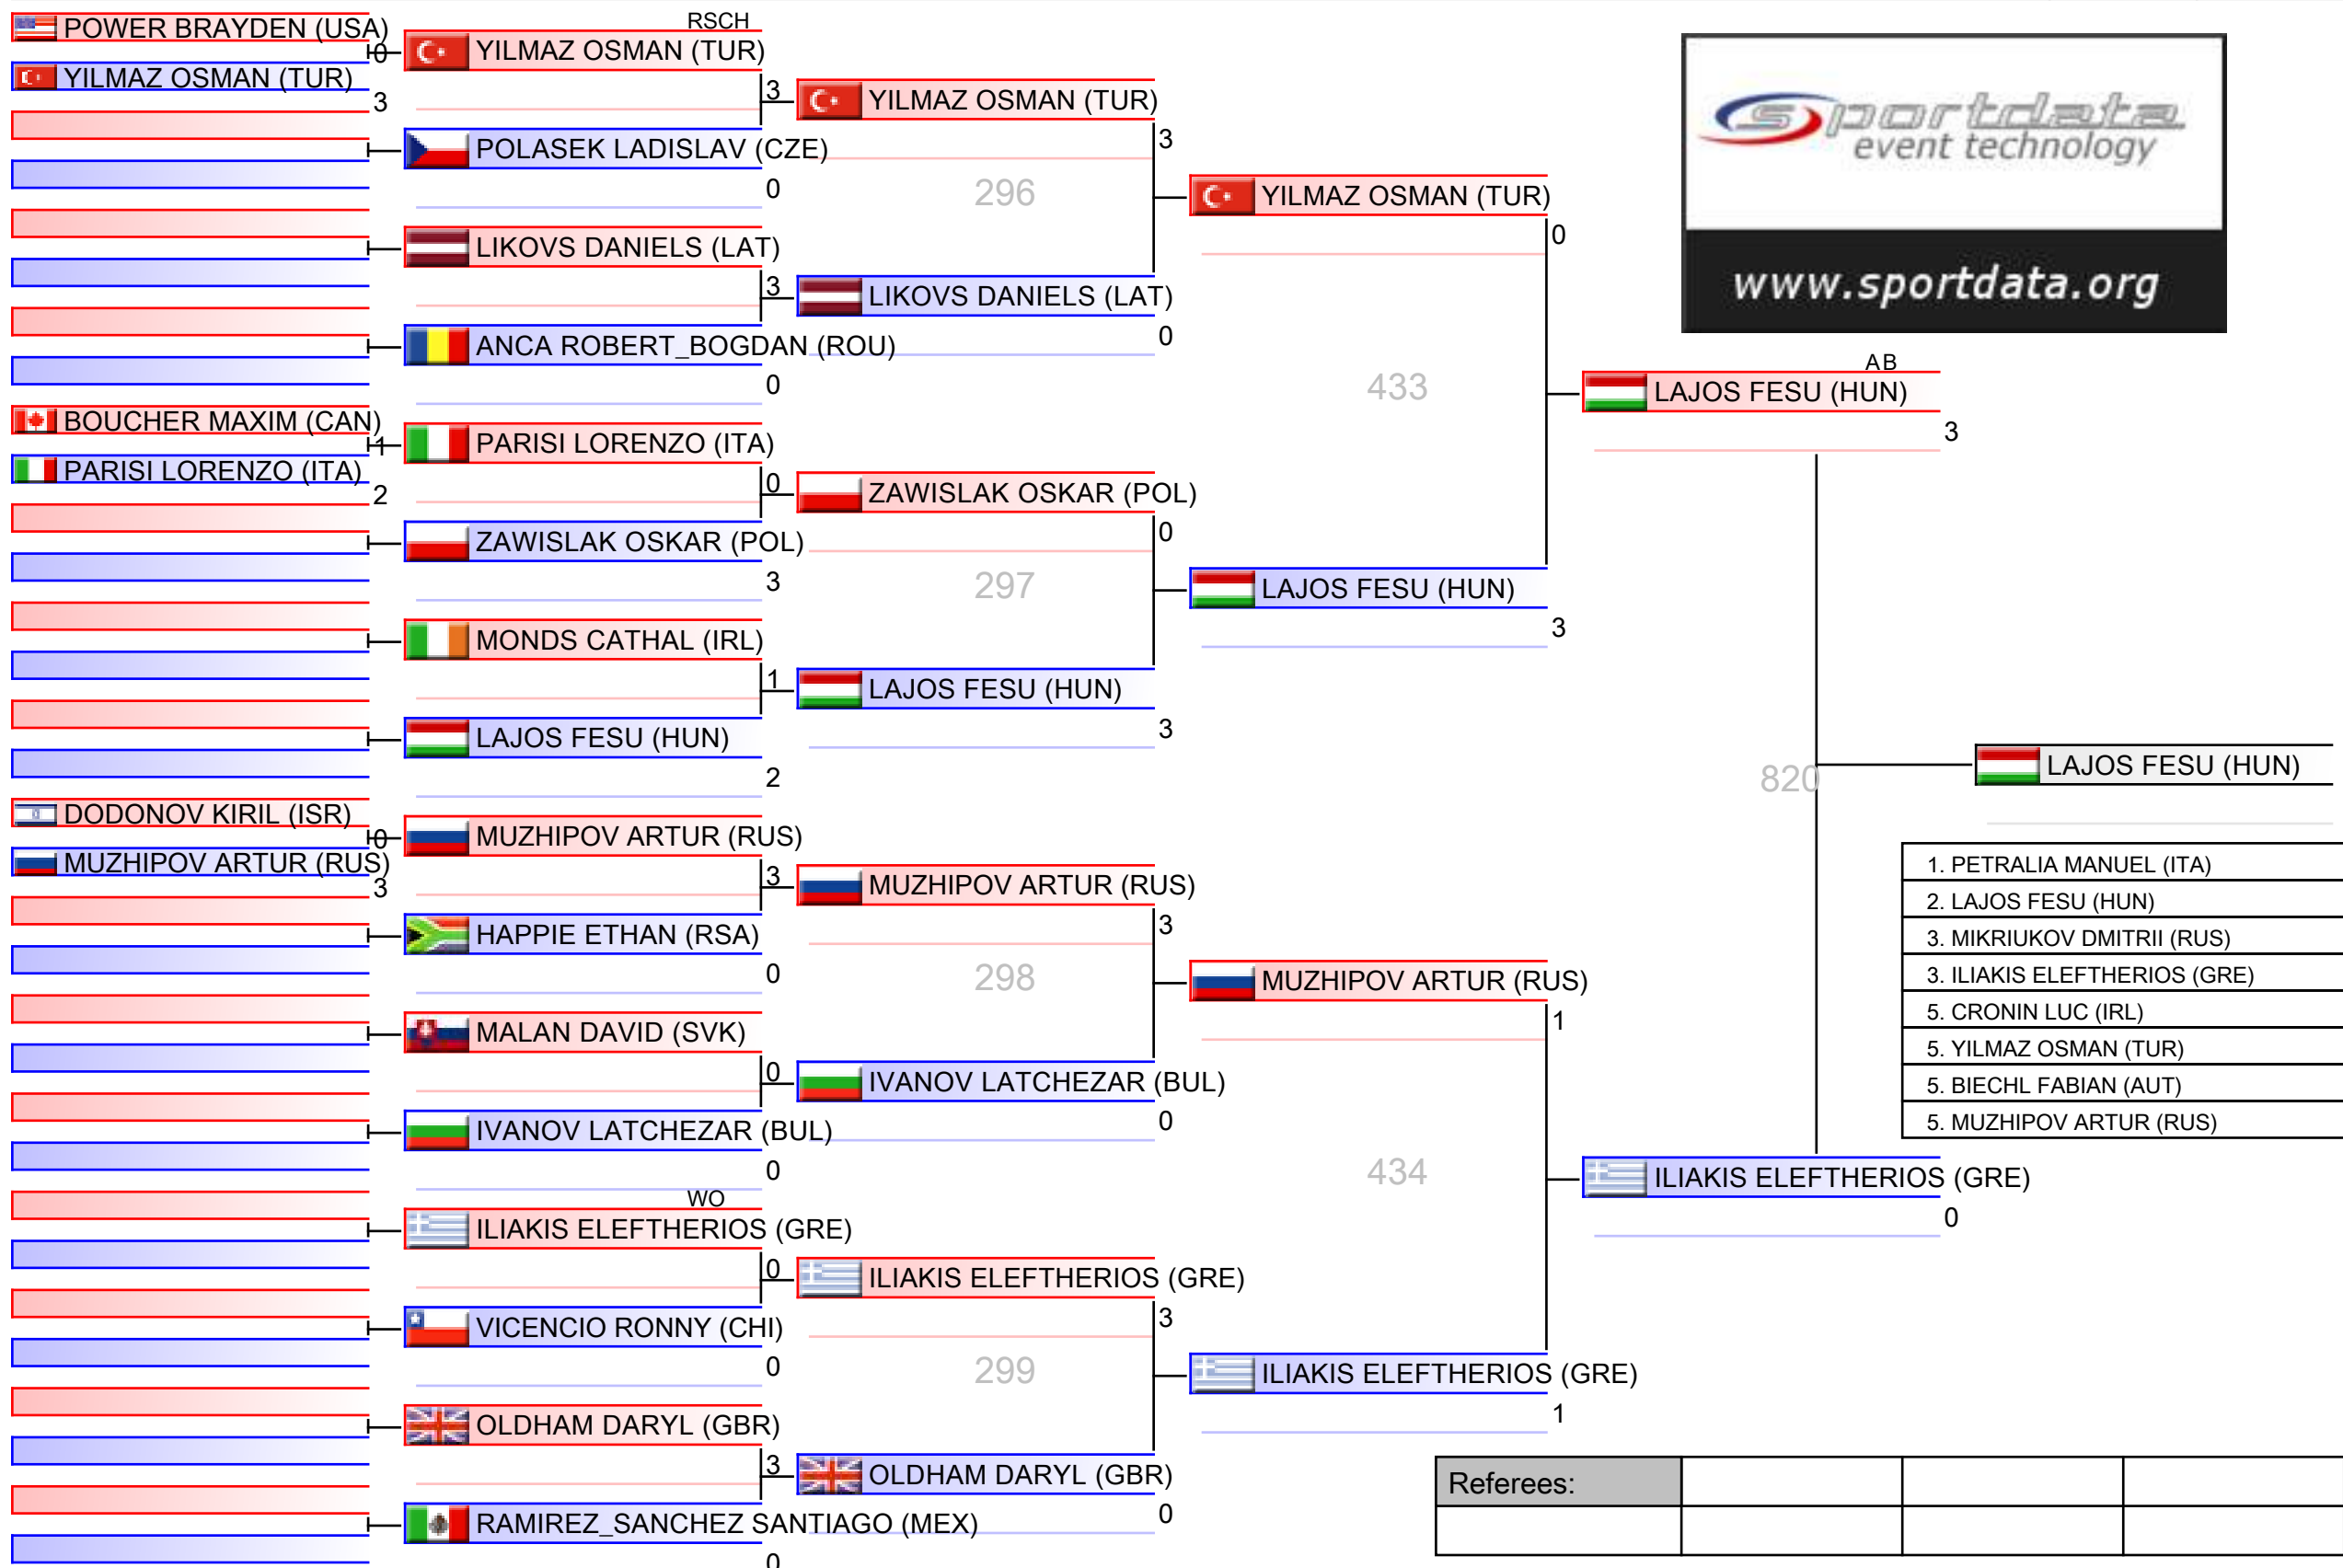 POWER BRAYDEN (USA)
0
YILMAZ OSMAN (TUR)
3
BOUCHER MAXIM (CAN)
1
PARISI LORENZO (ITA)
2
DODONOV KIRIL (ISR)
0
MUZHIPOV ARTUR (RUS)
3
RSCH
YILMAZ OSMAN (TUR)
3
POLASEK LADISLAV (CZE)
0
LIKOVS DANIELS (LAT)
3
ANCA ROBERT_BOGDAN (ROU)
0
PARISI LORENZO (ITA)
0
ZAWISLAK OSKAR (POL)
3
MONDS CATHAL (IRL)
1
LAJOS FESU (HUN)
2
MUZHIPOV ARTUR (RUS)
3
HAPPIE ETHAN (RSA)
0
MALAN DAVID (SVK)
0
IVANOV LATCHEZAR (BUL)
0
WO
ILIAKIS ELEFTHERIOS (GRE)
0
VICENCIO RONNY (CHI)
0
OLDHAM DARYL (GBR)
3
RAMIREZ_SANCHEZ SANTIAGO (MEX)
0
YILMAZ OSMAN (TUR)
3
296
LIKOVS DANIELS (LAT)
0
ZAWISLAK OSKAR (POL)
0
297
LAJOS FESU (HUN)
3
MUZHIPOV ARTUR (RUS)
3
298
IVANOV LATCHEZAR (BUL)
0
ILIAKIS ELEFTHERIOS (GRE)
3
299
OLDHAM DARYL (GBR)
0
YILMAZ OSMAN (TUR)
0
433
LAJOS FESU (HUN)
3
MUZHIPOV ARTUR (RUS)
1
434
ILIAKIS ELEFTHERIOS (GRE)
1
AB
LAJOS FESU (HUN)
3
820
ILIAKIS ELEFTHERIOS (GRE)
0
LAJOS FESU (HUN)
sportdata
event technology
www.sportdata.org
1. PETRALIA MANUEL (ITA)
2. LAJOS FESU (HUN)
3. MIKRIUKOV DMITRII (RUS)
3. ILIAKIS ELEFTHERIOS (GRE)
5. CRONIN LUC (IRL)
5. YILMAZ OSMAN (TUR)
5. BIECHL FABIAN (AUT)
5. MUZHIPOV ARTUR (RUS)
Referees: